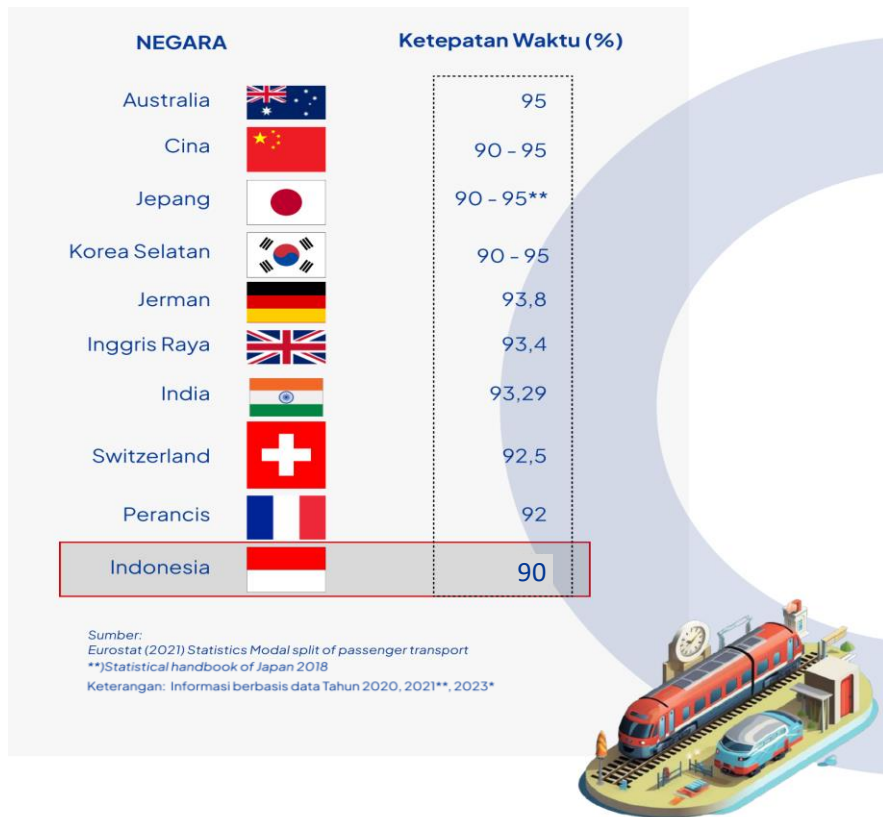 NEGARA Ketepatan Waktu (%)
Australia 95
Cina 90 - 95
Jepang 90 - 95**
Korea Selatan 90 - 95
Jerman 93,8
Inggris Raya 93,4
India 93,29
Switzerland 92,5
Perancis 92
Indonesia 90
Sumber:
Eurostat (2021) Statistics Modal split of passenger transport
**)Statistical handbook of Japan 2018
Keterangan: Informasi berbasis data Tahun 2020, 2021**, 2023*